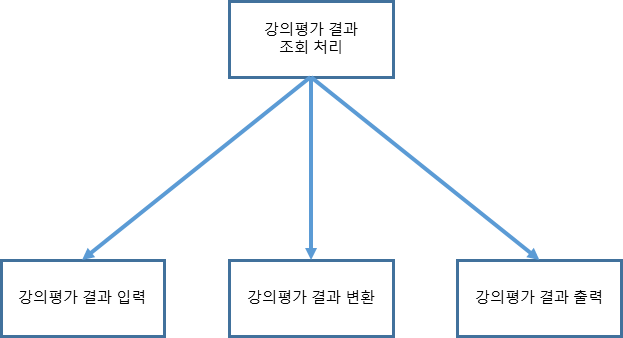 강의평가 결과
조회 처리
강의평가 결과 입력
강의평가 결과 변환
강의평가 결과 출력